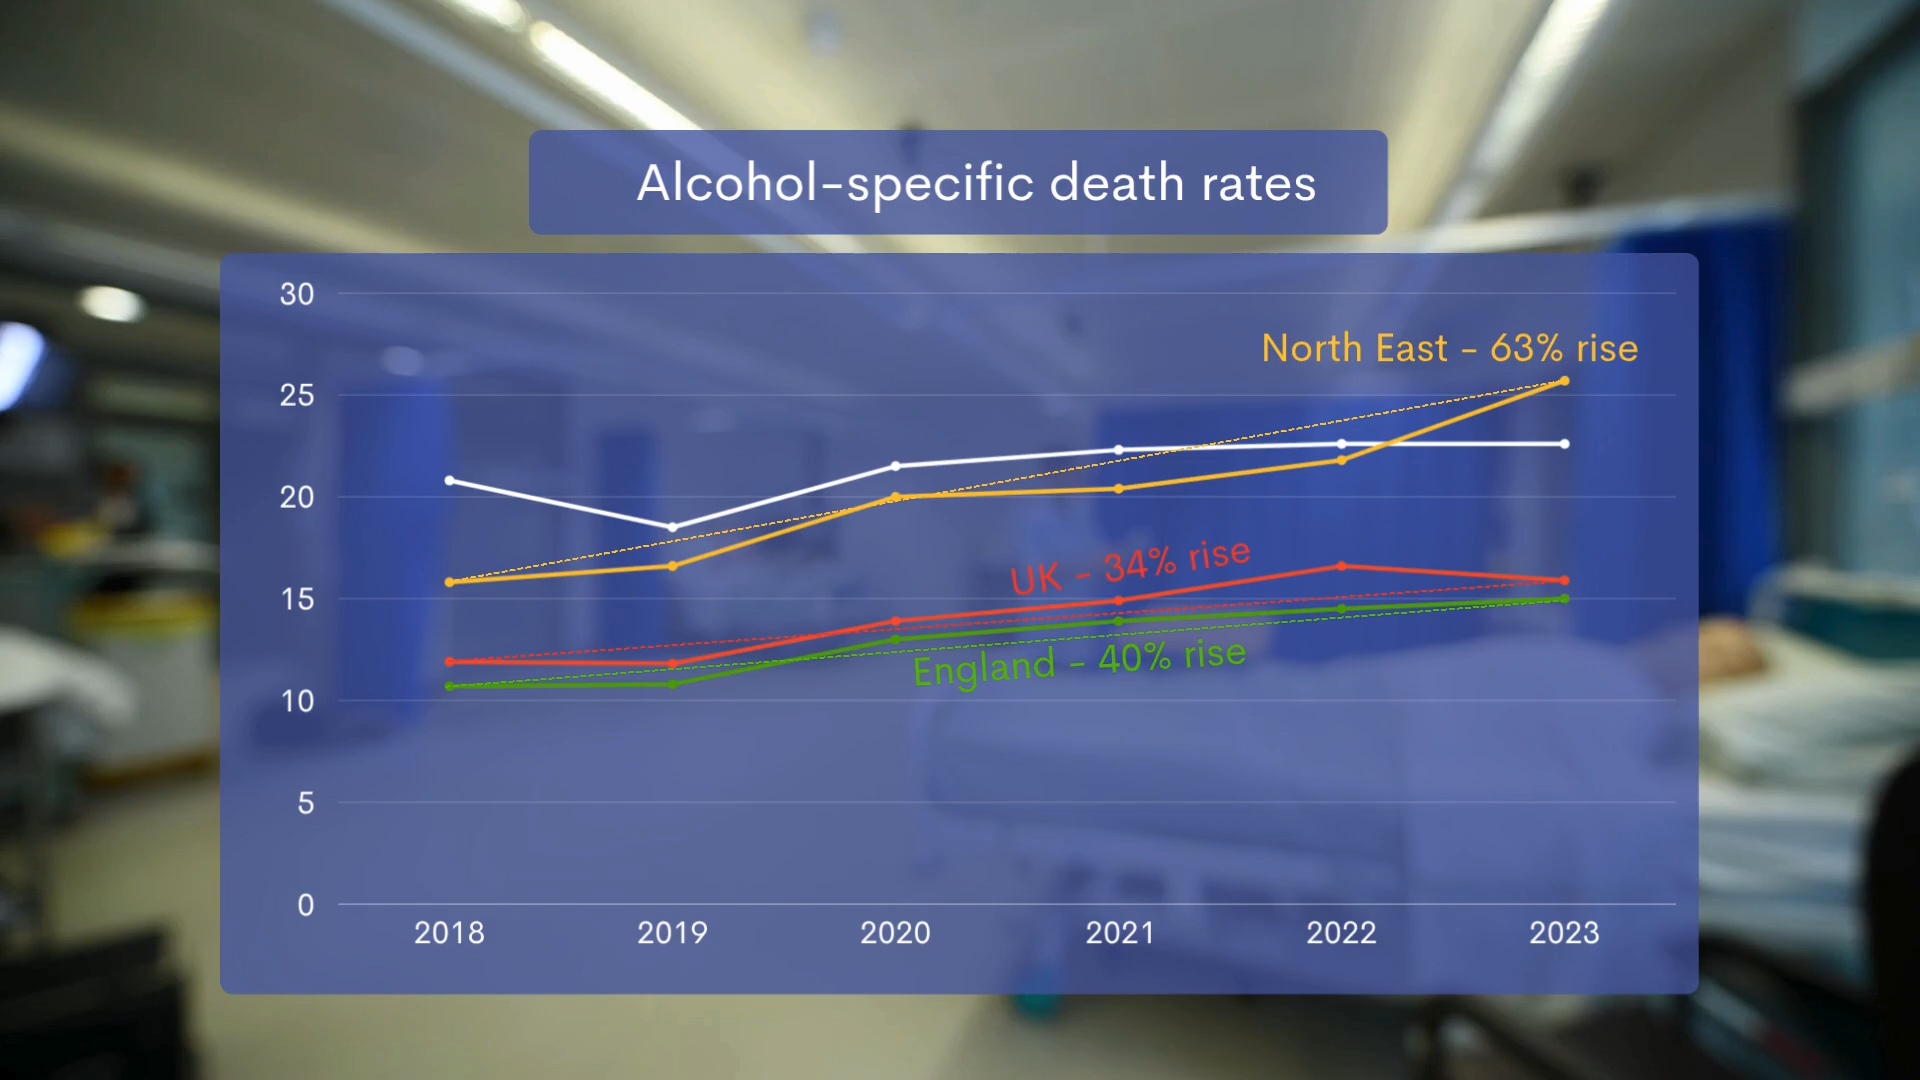 Alcohol-specific death rates
30
North East - 63% rise
25
20
UK - 34% rise
15
England - 40% rise
10
5
0
2018 2019 2020 2021 2022 2023